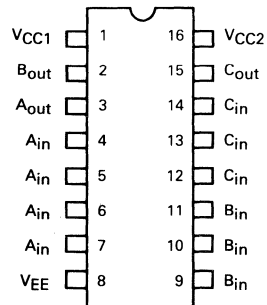 VCC1 1 16 VCC2
Bout 2 15 Cout
Aout 3 14 Cin
Ain 4 13 Cin
Ain 5 12 Cin
Ain 6 11 Bin
Ain 7 10 Bin
VEE 8 9 Bin